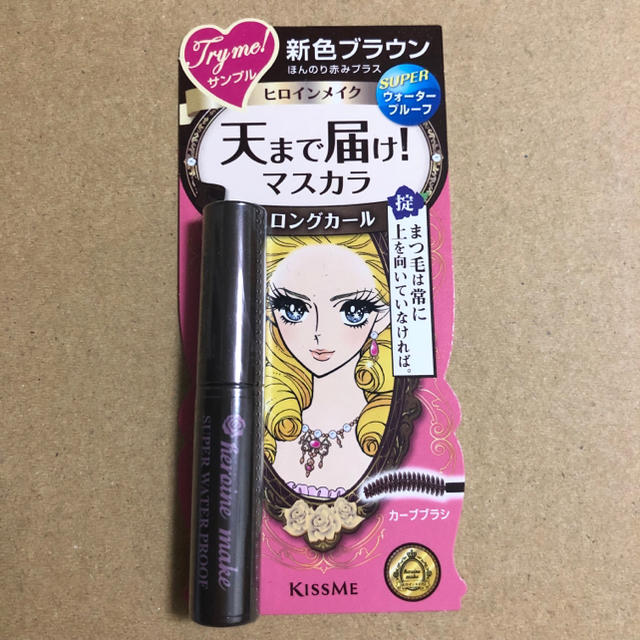 Try me!
サンプル
新色ブラウン
ほんのり赤みプラス
SUPER
ウォーター
プルーフ
ヒロインメイク
天まで届け!
マスカラ
ロングカール
掟
まつ毛は常に
上を向いていなければ。
heroine make
SUPER WATER PROOF
カーブブラシ
heroine
make
KISSME